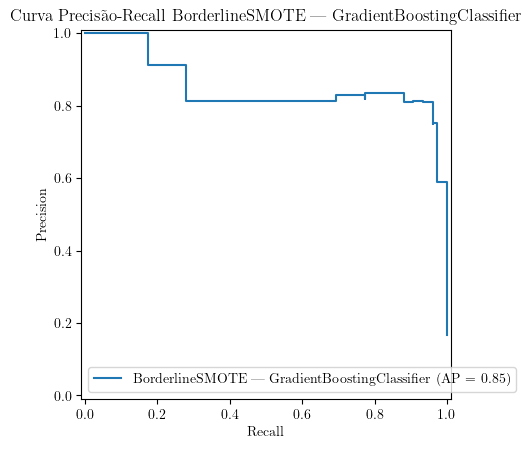 Curva Precisão-Recall BorderlineSMOTE — GradientBoostingClassifier
1.0
0.8
0.6
0.4
0.2
0.0
Precision
BorderlineSMOTE — GradientBoostingClassifier (AP = 0.85)
0.0 0.2 0.4 0.6 0.8 1.0
Recall